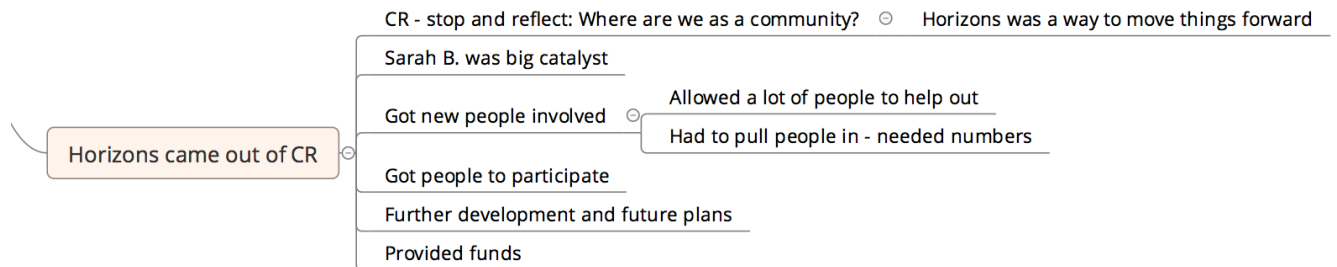 Horizons came out of CR
CR - stop and reflect: Where are we as a community?
Horizons was a way to move things forward
Sarah B. was big catalyst
Got new people involved
Allowed a lot of people to help out
Had to pull people in - needed numbers
Got people to participate
Further development and future plans
Provided funds